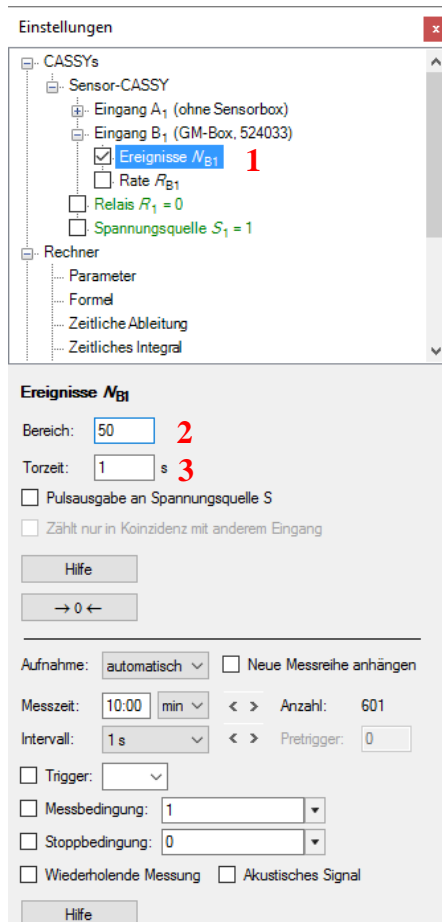 Einstellungen x
CASSYs
Sensor-CASSY
Eingang A1 (ohne Sensorbox)
Eingang B1 (GM-Box, 524033)
Ereignisse NB1 1
Rate RB1
Relais R1 = 0
Spannungsquelle S1 = 1
Rechner
Parameter
Formel
Zeitliche Ableitung
Zeitliches Integral
Ereignisse NB1
Bereich: 50 2
Torzeit: 1 s 3
Pulsausgabe an Spannungsquelle S
Zählt nur in Koinzidenz mit anderem Eingang
Hilfe
→ 0 ←
Aufnahme: automatisch Neue Messreihe anhängen
Messzeit: 10:00 min < > Anzahl: 601
Intervall: 1 s < > Pretrigger: 0
Trigger:
Messbedingung: 1
Stoppbedingung: 0
Wiederholende Messung Akustisches Signal
Hilfe